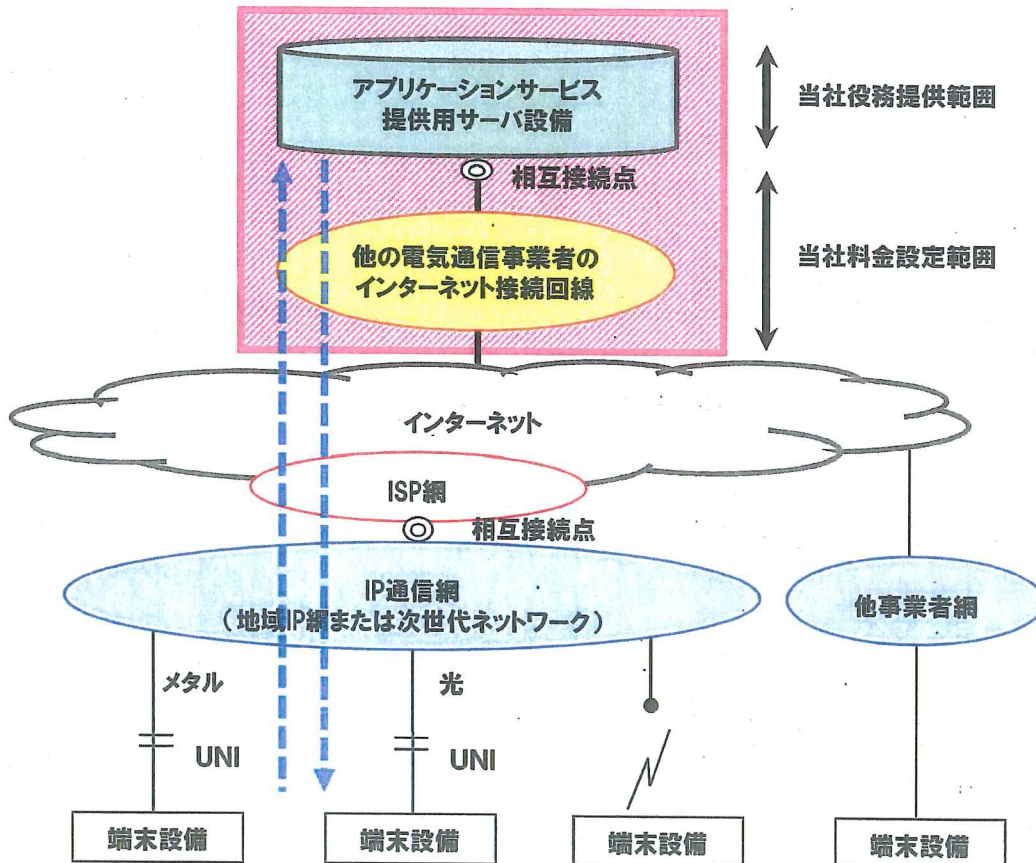 アプリケーションサービス
提供用サーバ設備
当社役務提供範囲
相互接続点
他の電気通信事業者の
インターネット接続回線
当社料金設定範囲
インターネット
ISP網
相互接続点
IP通信網
(地域IP網または次世代ネットワーク)
他事業者網
メタル
光
UNI
UNI
端末設備
端末設備
端末設備
端末設備